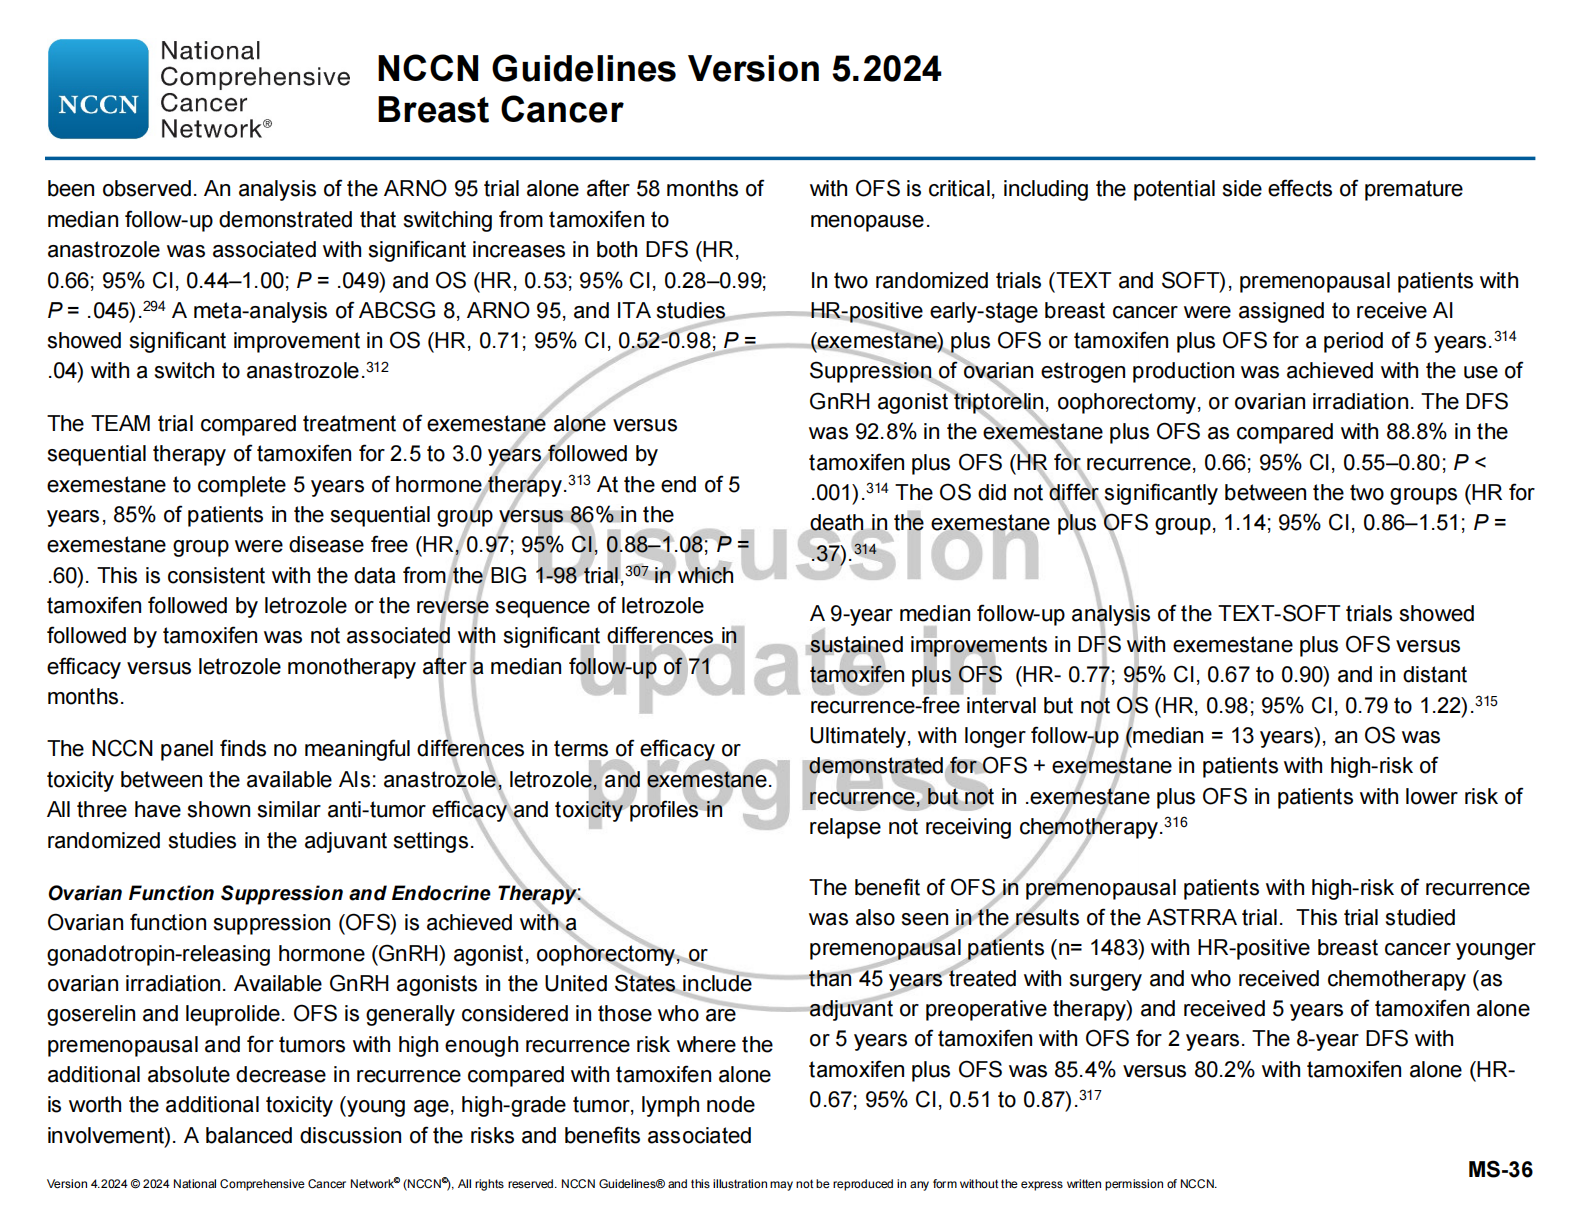 National
Comprehensive
Cancer
Network®
NCCN
NCCN Guidelines Version 5.2024
Breast Cancer
been observed. An analysis of the ARNO 95 trial alone after 58 months of
median follow-up demonstrated that switching from tamoxifen to
anastrozole was associated with significant increases in both DFS (HR,
0.66; 95% CI, 0.44–1.00; P = .049) and OS (HR, 0.53; 95% CI, 0.28–0.99;
P = .045).294 A meta-analysis of ABCSG 8, ARNO 95, and ITA studies
showed significant improvement in OS (HR, 0.71; 95% CI, 0.52-0.98; P =
.04) with a switch to anastrozole.312
The TEAM trial compared treatment of exemestane alone versus
sequential therapy of tamoxifen for 2.5 to 3.0 years followed by
exemestane to complete 5 years of hormone therapy.313 At the end of 5
years, 85% of patients in the sequential group versus 86% in the
exemestane group were disease free (HR, 0.97; 95% CI, 0.88–1.08; P =
.60). This is consistent with the data from the BIG 1-98 trial,307 in which
tamoxifen followed by letrozole or the reverse sequence of letrozole
followed by tamoxifen was not associated with significant differences in
efficacy versus letrozole monotherapy after a median follow-up of 71
months.
The NCCN panel finds no meaningful differences in terms of efficacy or
toxicity between the available AIs: anastrozole, letrozole, and exemestane.
All three have shown similar anti-tumor efficacy and toxicity profiles in
randomized studies in the adjuvant settings.
Ovarian Function Suppression and Endocrine Therapy:
Ovarian function suppression (OFS) is achieved with a
gonadotropin-releasing hormone (GnRH) agonist, oophorectomy, or
ovarian irradiation. Available GnRH agonists in the United States include
goserelin and leuprolide. OFS is generally considered in those who are
premenopausal and for tumors with high enough recurrence risk where the
additional absolute decrease in recurrence compared with tamoxifen alone
is worth the additional toxicity (young age, high-grade tumor, lymph node
involvement). A balanced discussion of the risks and benefits associated
with OFS is critical, including the potential side effects of premature
menopause.
In two randomized trials (TEXT and SOFT), premenopausal patients with
HR-positive early-stage breast cancer were assigned to receive AI
(exemestane) plus OFS or tamoxifen plus OFS for a period of 5 years.314
Suppression of ovarian estrogen production was achieved with the use of
GnRH agonist triptorelin, oophorectomy, or ovarian irradiation. The DFS
was 92.8% in the exemestane plus OFS as compared with 88.8% in the
tamoxifen plus OFS (HR for recurrence, 0.66; 95% CI, 0.55–0.80; P <
.001).314 The OS did not differ significantly between the two groups (HR for
death in the exemestane plus OFS group, 1.14; 95% CI, 0.86–1.51; P =
.37).314
A 9-year median follow-up analysis of the TEXT-SOFT trials showed
sustained improvements in DFS with exemestane plus OFS versus
tamoxifen plus OFS (HR- 0.77; 95% CI, 0.67 to 0.90) and in distant
recurrence-free interval but not OS (HR, 0.98; 95% CI, 0.79 to 1.22).315
Ultimately, with longer follow-up (median = 13 years), an OS was
demonstrated for OFS + exemestane in patients with high-risk of
recurrence, but not in .exemestane plus OFS in patients with lower risk of
relapse not receiving chemotherapy.316
The benefit of OFS in premenopausal patients with high-risk of recurrence
was also seen in the results of the ASTRRA trial. This trial studied
premenopausal patients (n= 1483) with HR-positive breast cancer younger
than 45 years treated with surgery and who received chemotherapy (as
adjuvant or preoperative therapy) and received 5 years of tamoxifen alone
or 5 years of tamoxifen with OFS for 2 years. The 8-year DFS with
tamoxifen plus OFS was 85.4% versus 80.2% with tamoxifen alone (HR-
0.67; 95% CI, 0.51 to 0.87).317
Discussion
update in
progress
MS-36
Version 4.2024 © 2024 National Comprehensive Cancer Network© (NCCN©), All rights reserved. NCCN Guidelines® and this illustration may not be reproduced in any form without the express written permission of NCCN.